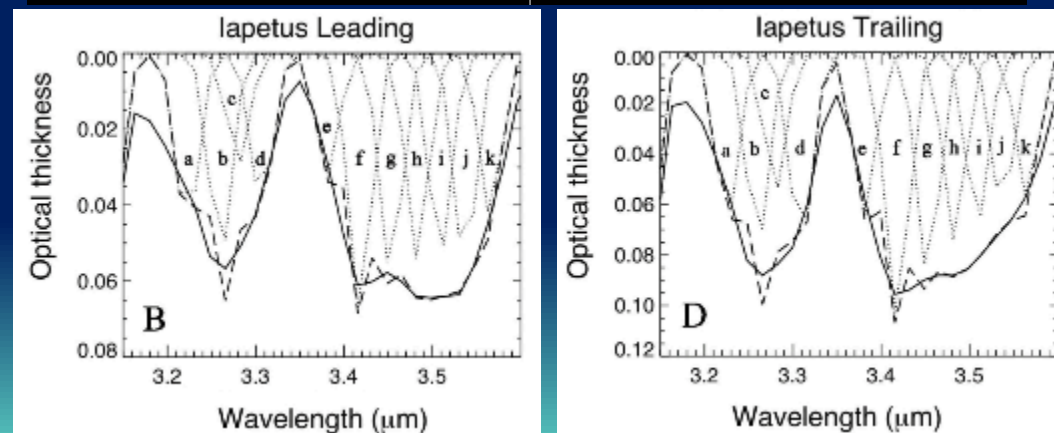 Iapetus Leading
Optical thickness
0.00
0.02
0.04
0.06
0.08
a
b
c
d
e
f
g
h
i
j
k
B
3.2
3.3
3.4
3.5
Wavelength (μm)
Iapetus Trailing
Optical thickness
0.00
0.02
0.04
0.06
0.08
0.10
0.12
a
b
c
d
e
f
g
h
i
j
k
D
3.2
3.3
3.4
3.5
Wavelength (μm)